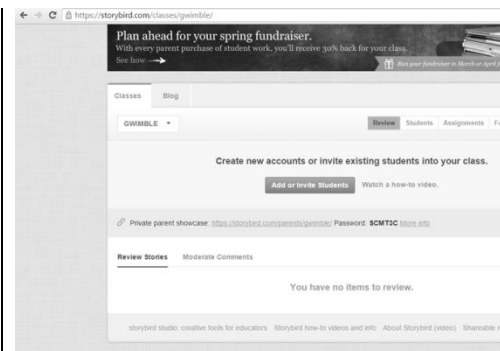 https://storybird.com/classes/gwimble/
Plan ahead for your spring fundraiser.
With every parent purchase of student work, you'll receive 30% back for your class.
See how
Run your fundraiser in March or April
Classes Blog
GWIMBLE Review Students Assignments
Create new accounts or invite existing students into your class.
Add or Invite Students Watch a how-to video.
Private parent showcase: https://storybird.com/parents/gwimble/ Password: SCMT3C More info
Review Stories Moderate Comments
You have no items to review.
storybird studio: creative tools for educators Storybird how-to videos and info About Storybird (video) Shareable